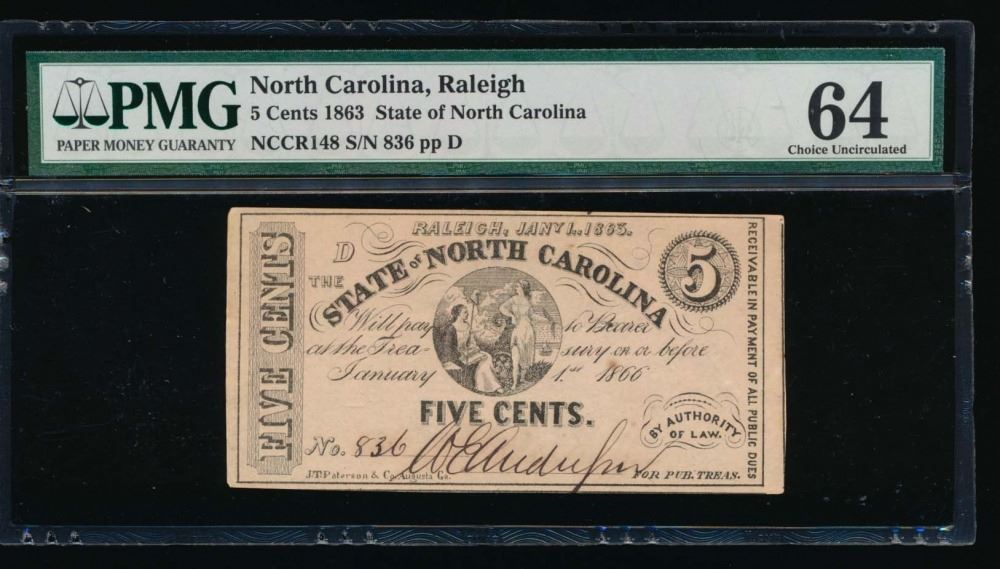 PMG
PAPER MONEY GUARANTY
North Carolina, Raleigh
5 Cents 1863 State of North Carolina
NCCR148 S/N 836 pp D
64
Choice Uncirculated
FIVE CENTS
RALEIGH, JANY 1., 1863.
D
THE
STATE of NORTH CAROLINA
5
Will pay to Bearer
at the Treasury on or before
January 1st 1866
FIVE CENTS.
BY AUTHORITY
OF LAW.
No. 836
J.T. Paterson & Co. Augusta Ga.
FOR PUB. TREAS.
RECEIVABLE IN PAYMENT OF ALL PUBLIC DUES